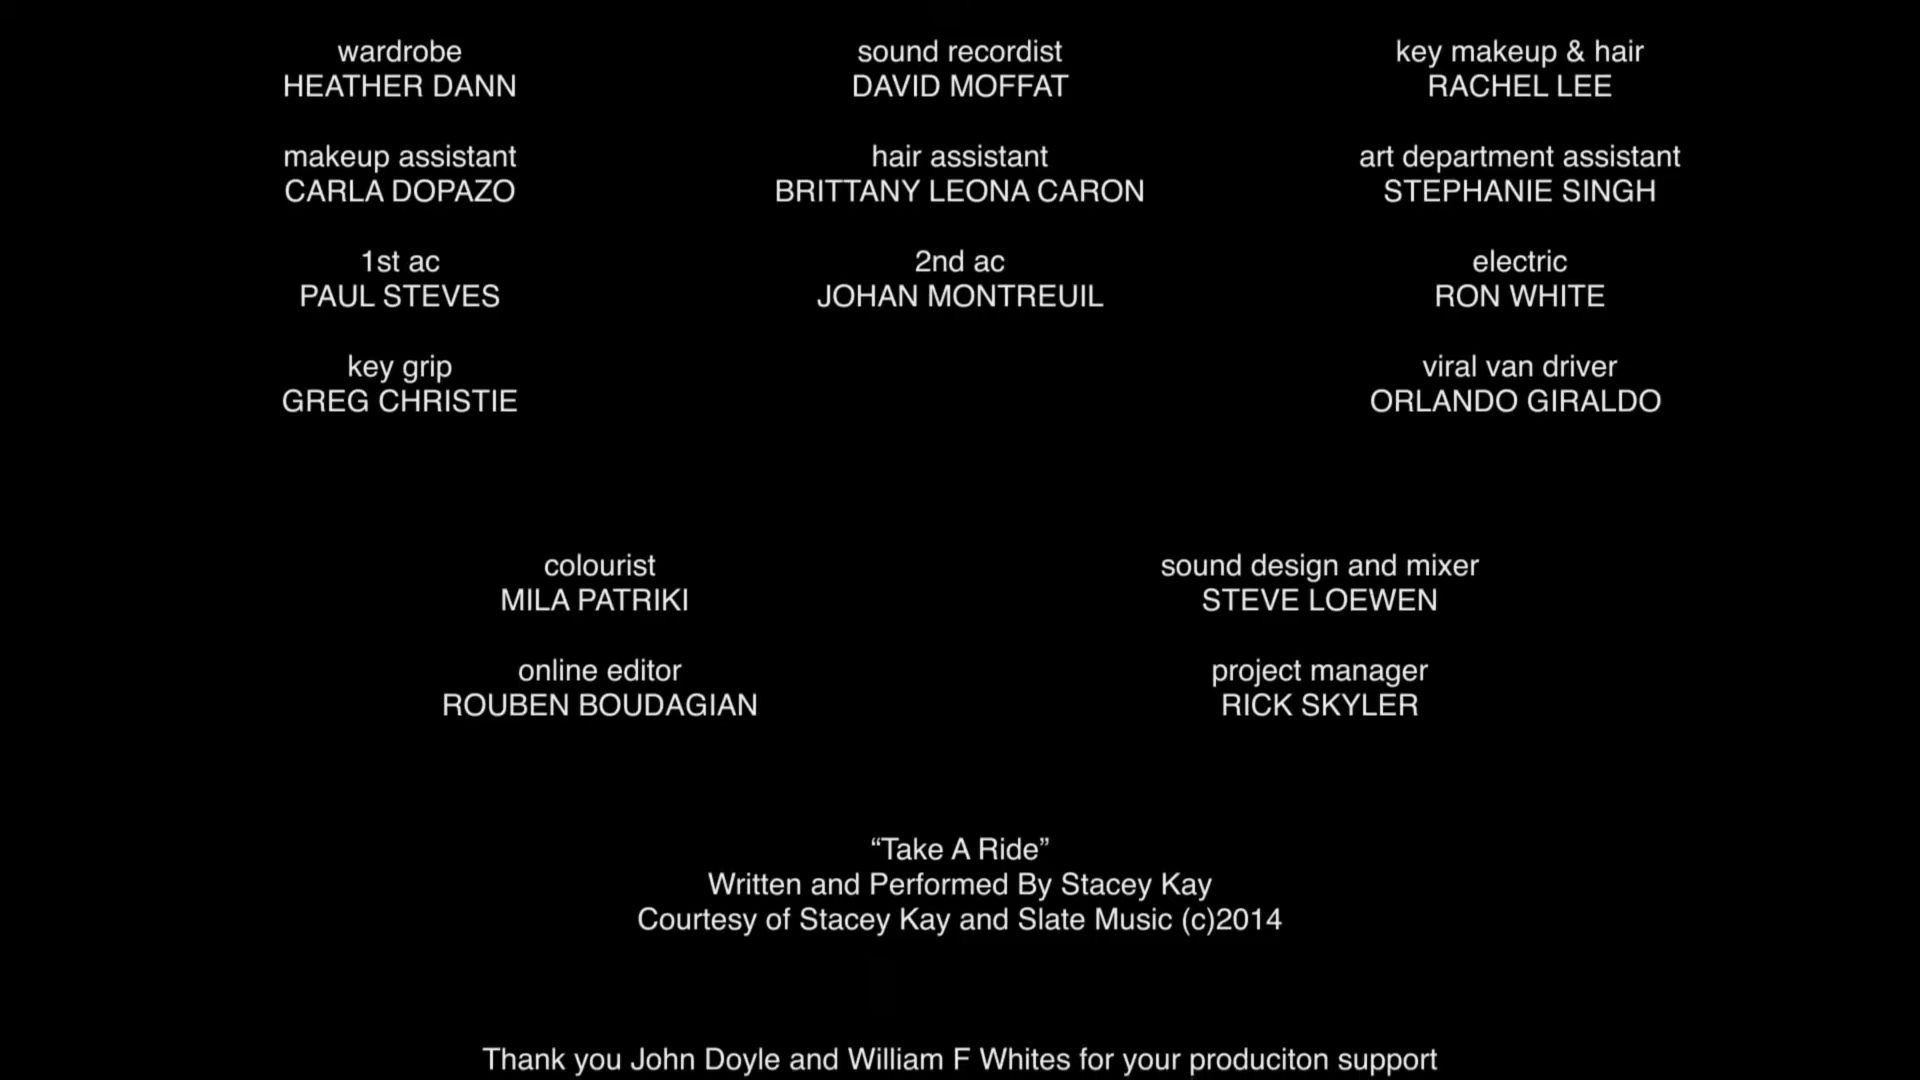 wardrobe
HEATHER DANN
sound recordist
DAVID MOFFAT
key makeup & hair
RACHEL LEE
makeup assistant
CARLA DOPAZO
hair assistant
BRITTANY LEONA CARON
art department assistant
STEPHANIE SINGH
1st ac
PAUL STEVES
2nd ac
JOHAN MONTREUIL
electric
RON WHITE
key grip
GREG CHRISTIE
viral van driver
ORLANDO GIRALDO
colourist
MILA PATRIKI
sound design and mixer
STEVE LOEWEN
online editor
ROUBEN BOUDAGIAN
project manager
RICK SKYLER
“Take A Ride”
Written and Performed By Stacey Kay
Courtesy of Stacey Kay and Slate Music (c)2014
Thank you John Doyle and William F Whites for your produciton support